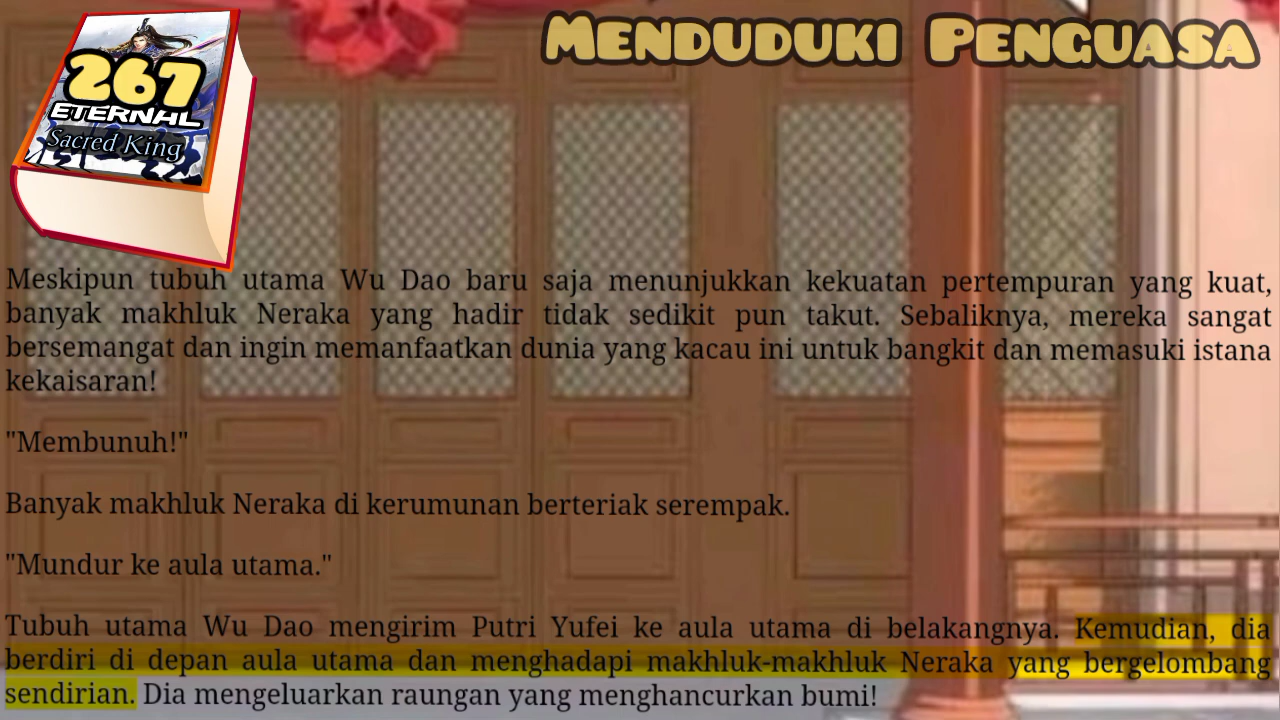 Menduduki Penguasa
267
ETERNAL
Sacred King
Meskipun tubuh utama Wu Dao baru saja menunjukkan kekuatan pertempuran yang kuat,
banyak makhluk Neraka yang hadir tidak sedikit pun takut. Sebaliknya, mereka sangat
bersemangat dan ingin memanfaatkan dunia yang kacau ini untuk bangkit dan memasuki istana
kekaisaran!
"Membunuh!"
Banyak makhluk Neraka di kerumunan berteriak serempak.
"Mundur ke aula utama."
Tubuh utama Wu Dao mengirim Putri Yufei ke aula utama di belakangnya. Kemudian, dia
berdiri di depan aula utama dan menghadapi makhluk-makhluk Neraka yang bergelombang
sendirian. Dia mengeluarkan raungan yang menghancurkan bumi!